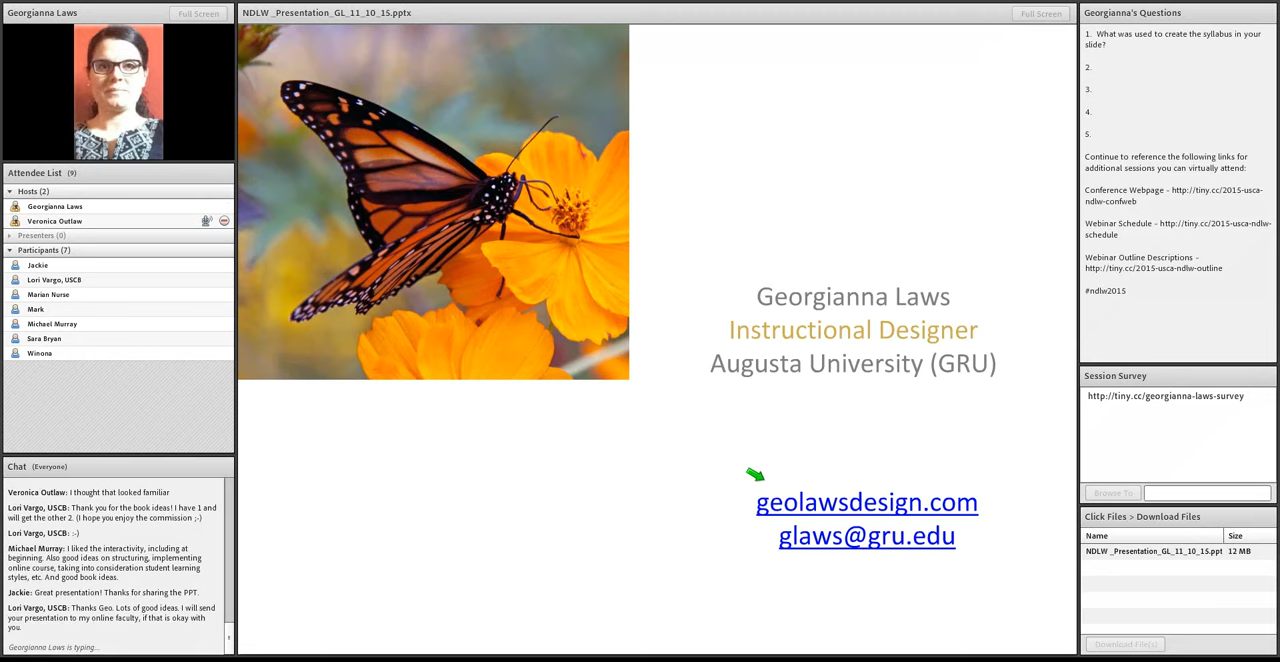 Georgianna Laws
Full Screen
Attendee List (9)
Hosts (2)
Georgianna Laws
Veronica Outlaw
Presenters (0)
Participants (7)
Jackie
Lori Vargo, USCB
Marian Nurse
Mark
Michael Murray
Sara Bryan
Winona
Chat (Everyone)
Veronica Outlaw: I thought that looked familiar
Lori Vargo, USCB: Thank you for the book ideas! I have 1 and
will get the other 2. (I hope you enjoy the commission ;-)
Lori Vargo, USCB: :-)
Michael Murray: I liked the interactivity, including at
beginning. Also good ideas on structuring, implementing
online course, taking into consideration student learning
styles, etc. And good book ideas.
Jackie: Great presentation! Thanks for sharing the PPT.
Lori Vargo, USCB: Thanks Geo. Lots of good ideas. I will send
your presentation to my online faculty, if that is okay with
you.
Georgianna Laws is typing...
NDLW _Presentation_GL_11_10_15.pptx
Full Screen
Georgianna Laws
Instructional Designer
Augusta University (GRU)
geolawsdesign.com
glaws@gru.edu
Georgianna's Questions
1. What was used to create the syllabus in your
slide?
2.
3.
4.
5.
Continue to reference the following links for
additional sessions you can virtually attend:
Conference Webpage - http://tiny.cc/2015-usca-
ndlw-confweb
Webinar Schedule - http://tiny.cc/2015-usca-ndlw-
schedule
Webinar Outline Descriptions -
http://tiny.cc/2015-usca-ndlw-outline
#ndlw2015
Session Survey
http://tiny.cc/georgianna-laws-survey
Browse To
Click Files > Download Files
Name Size
NDLW _Presentation_GL_11_10_15.ppt 12 MB
Download File(s)